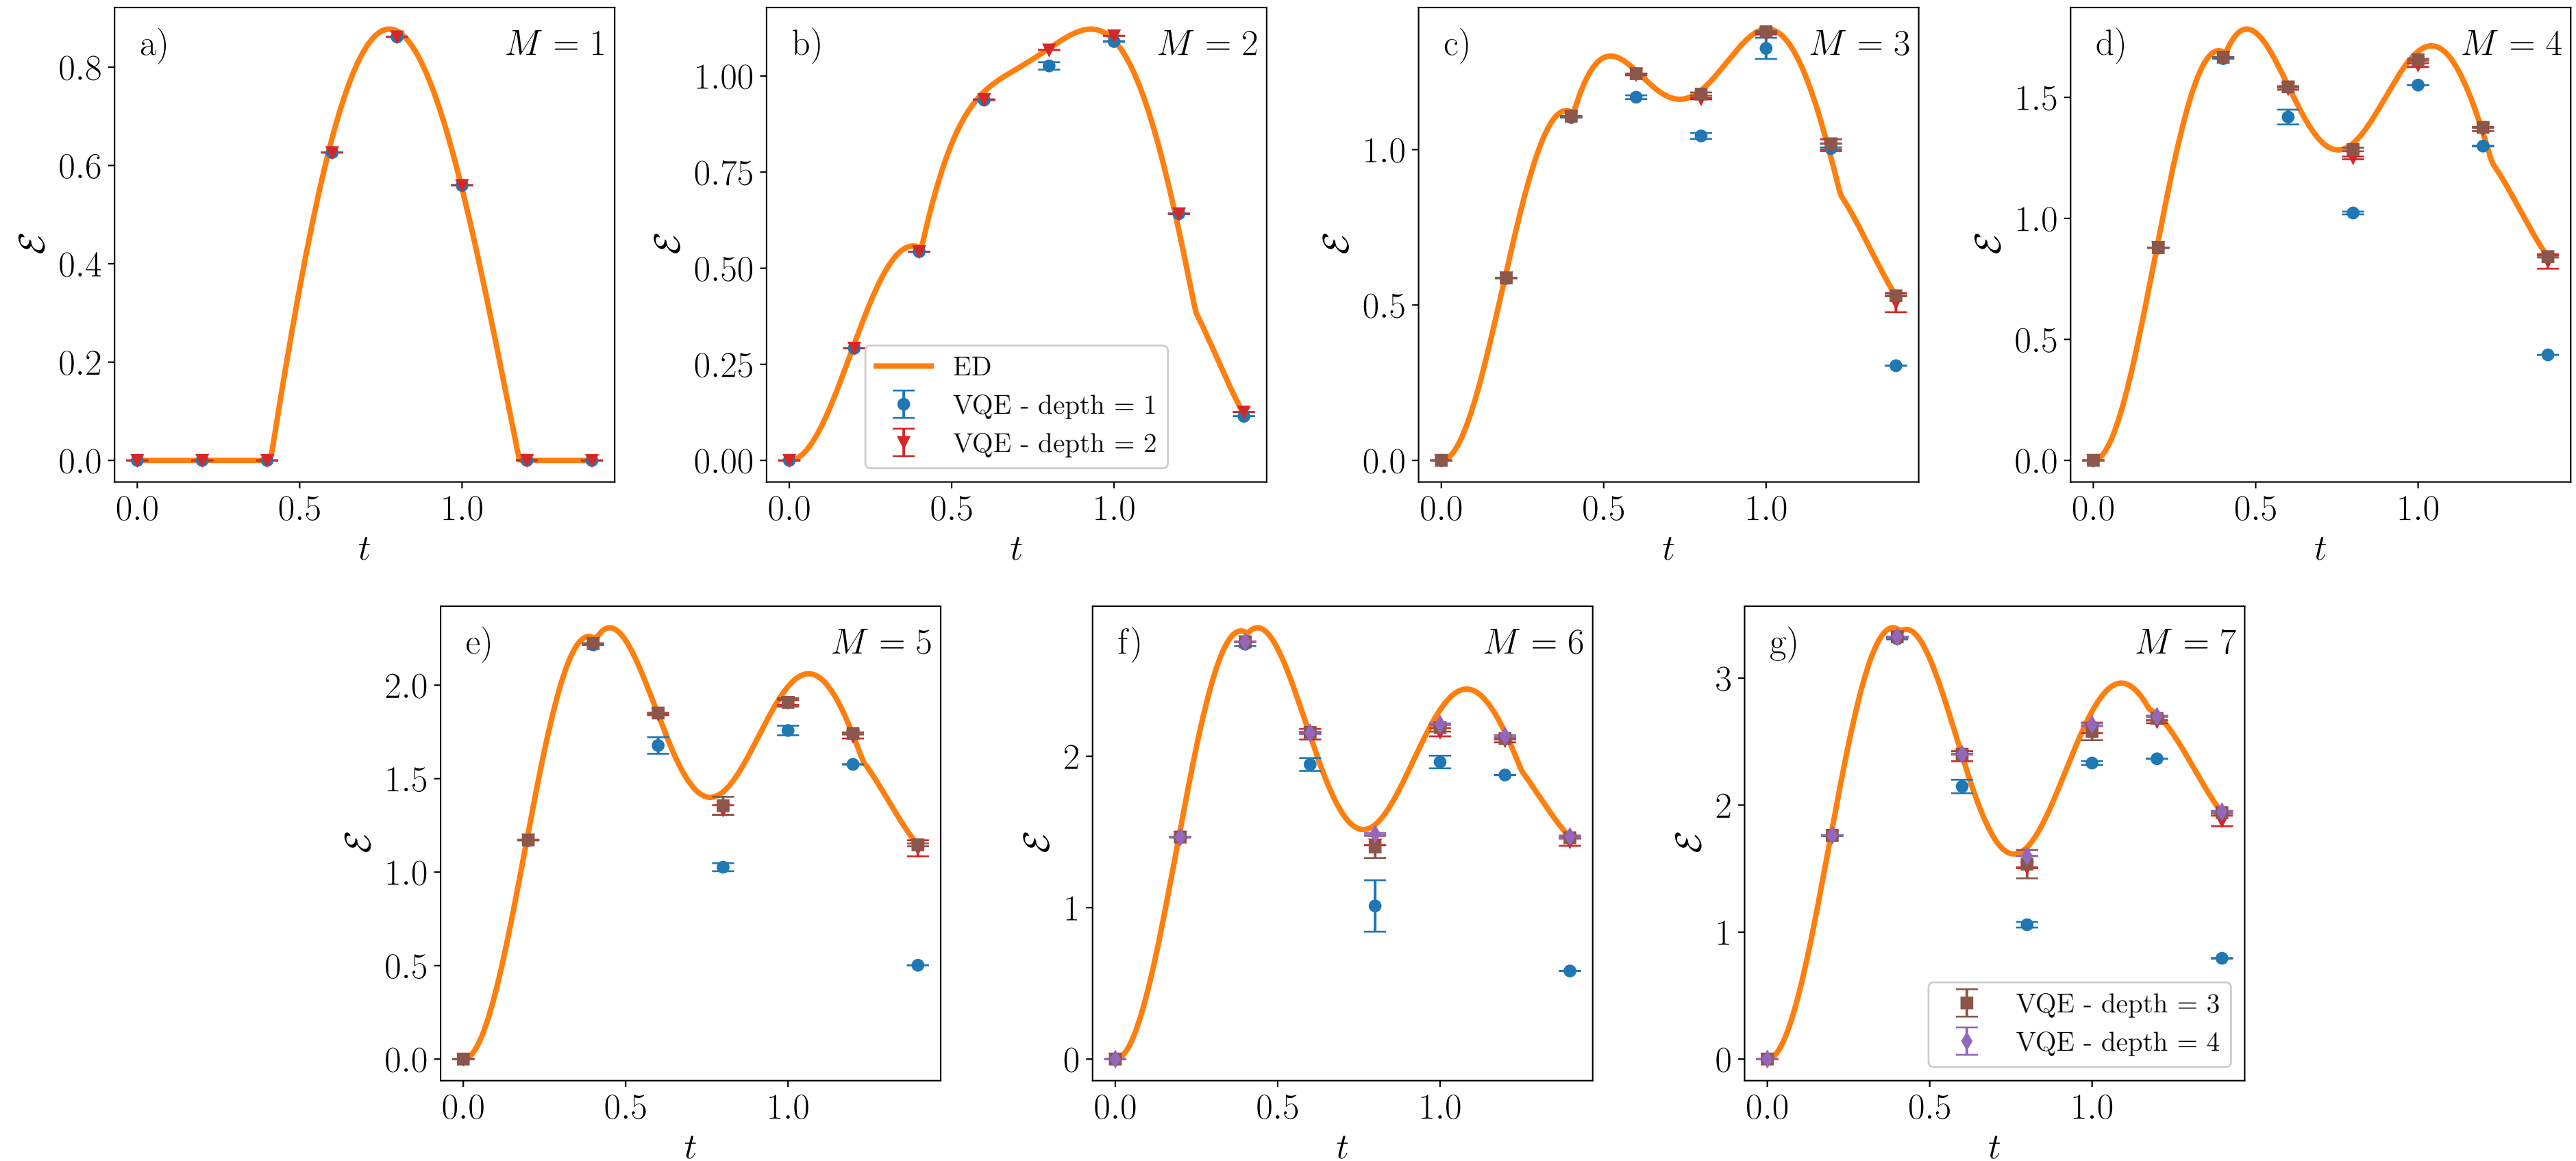 a)
M = 1
0.8
0.6
0.4
0.2
0.0
ℰ
0.0 0.5 1.0
t
b)
M = 2
1.00
0.75
0.50
0.25
0.00
ℰ
ED
VQE - depth = 1
VQE - depth = 2
0.0 0.5 1.0
t
c)
M = 3
1.0
0.5
0.0
ℰ
0.0 0.5 1.0
t
d)
M = 4
1.5
1.0
0.5
0.0
ℰ
0.0 0.5 1.0
t
e)
M = 5
2.0
1.5
1.0
0.5
0.0
ℰ
0.0 0.5 1.0
t
f)
M = 6
2
1
0
ℰ
0.0 0.5 1.0
t
g)
M = 7
3
2
1
0
ℰ
VQE - depth = 3
VQE - depth = 4
0.0 0.5 1.0
t